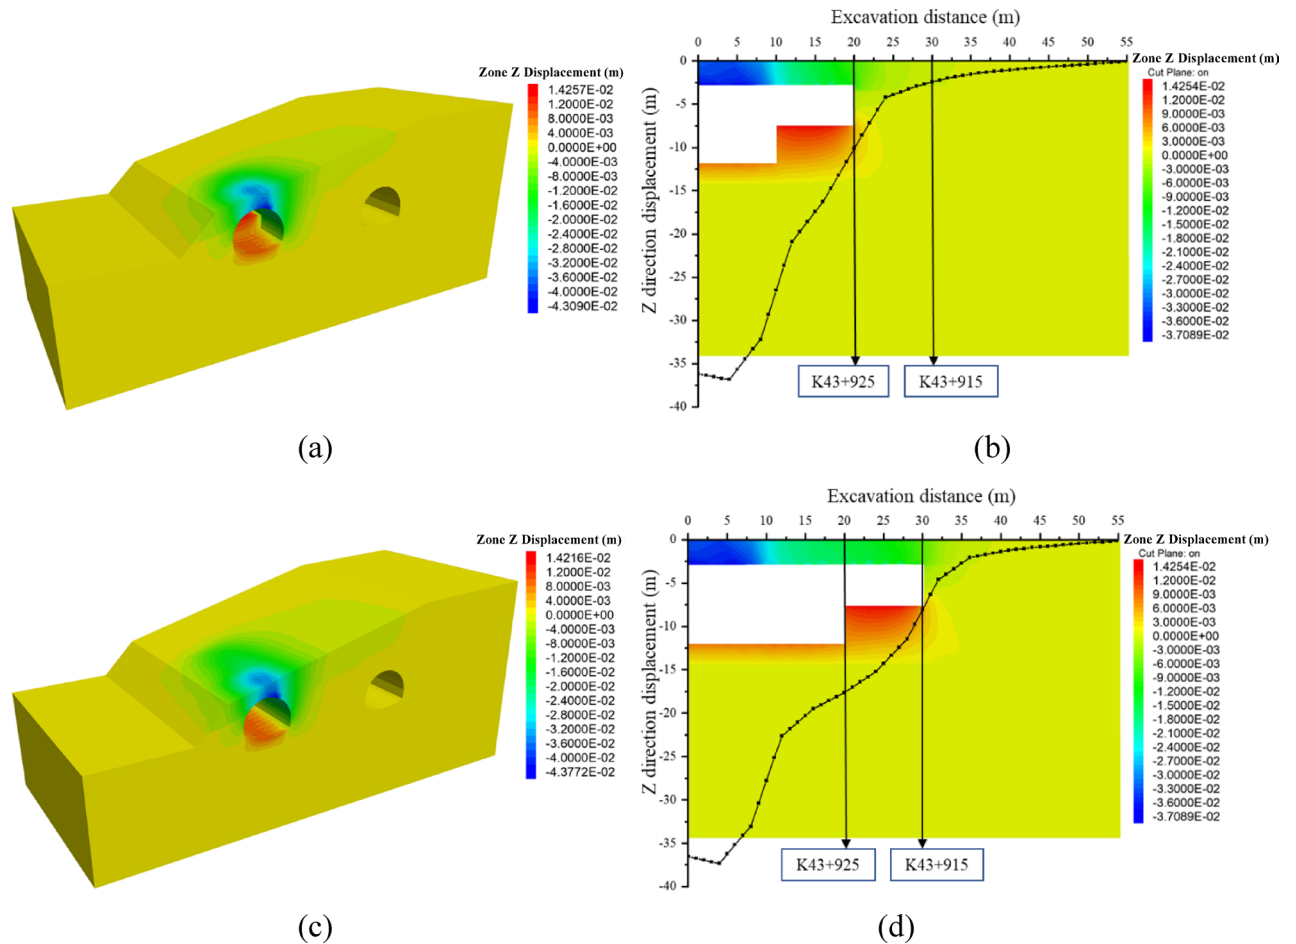 Zone Z Displacement (m)
1.4257E-02
1.2000E-02
8.0000E-03
4.0000E-03
0.0000E+00
-4.0000E-03
-8.0000E-03
-1.2000E-02
-1.6000E-02
-2.0000E-02
-2.4000E-02
-2.8000E-02
-3.2000E-02
-3.6000E-02
-4.0000E-02
-4.3090E-02
(a)
Excavation distance (m)
0 5 10 15 20 25 30 35 40 45 50 55
Z direction displacement (m)
0
-5
-10
-15
-20
-25
-30
-35
-40
Zone Z Displacement (m)
Cut Plane: on
1.4254E-02
1.2000E-02
9.0000E-03
6.0000E-03
3.0000E-03
0.0000E+00
-3.0000E-03
-6.0000E-03
-9.0000E-03
-1.2000E-02
-1.5000E-02
-1.8000E-02
-2.1000E-02
-2.4000E-02
-2.7000E-02
-3.0000E-02
-3.3000E-02
-3.6000E-02
-3.7089E-02
K43+925 K43+915
(b)
Zone Z Displacement (m)
1.4216E-02
1.2000E-02
8.0000E-03
4.0000E-03
0.0000E+00
-4.0000E-03
-8.0000E-03
-1.2000E-02
-1.6000E-02
-2.0000E-02
-2.4000E-02
-2.8000E-02
-3.2000E-02
-3.6000E-02
-4.0000E-02
-4.3772E-02
(c)
Excavation distance (m)
0 5 10 15 20 25 30 35 40 45 50 55
Z direction displacement (m)
0
-5
-10
-15
-20
-25
-30
-35
-40
Zone Z Displacement (m)
Cut Plane: on
1.4254E-02
1.2000E-02
9.0000E-03
6.0000E-03
3.0000E-03
0.0000E+00
-3.0000E-03
-6.0000E-03
-9.0000E-03
-1.2000E-02
-1.5000E-02
-1.8000E-02
-2.1000E-02
-2.4000E-02
-2.7000E-02
-3.0000E-02
-3.3000E-02
-3.6000E-02
-3.7089E-02
K43+925 K43+915
(d)